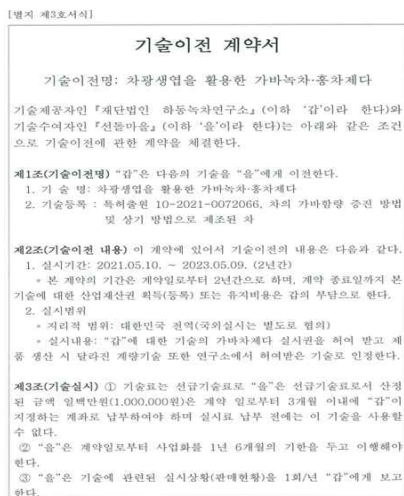 [별지 제3호서식]
기술이전 계약서
기술이전명: 차광생엽을 활용한 가바녹차·홍차제다
기술제공자인 『재단법인 하동녹차연구소』(이하 '갑'이라 한다)와
기술수여자인 『선돌마을』(이하 '을'이라 한다)는 아래와 같은 조건
으로 기술이전에 관한 계약을 체결한다.
제1조(기술이전명) "갑"은 다음의 기술을 "을"에게 이전한다.
1. 기 술 명: 차광생엽을 활용한 가바녹차·홍차제다
2. 기술등록 : 특허출원 10-2021-0072066, 차의 가바함량 증진 방법
및 상기 방법으로 제조된 차
제2조(기술이전 내용) 이 계약에 있어서 기술이전의 내용은 다음과 같다.
1. 실시기간: 2021.05.10. ~ 2023.05.09. (2년간)
◦ 본 계약의 기간은 계약일로부터 2년간으로 하며, 계약 종료일까지 본
기술에 대한 산업재산권 획득(등록) 또는 유지비용은 갑의 부담으로 한다.
2. 실시범위
◦ 지리적 범위: 대한민국 전역(국외실시는 별도로 협의)
◦ 실시내용: "갑"에 대한 기술의 가바차제다 실시권을 허여 받고 제
품 생산 시 달라진 계량기술 또한 연구소에서 허여받은 기술로 인정한다.
제3조(기술실시) ① 기술료는 선급기술료로 "을"은 선급기술료로서 산정
된 금액 일백만원(1,000,000원)은 계약 일로부터 3개월 이내에 "갑"이
지정하는 계좌로 납부하여야 하며 실시료 납부 전에는 이 기술을 사용할
수 없다.
② "을"은 계약일로부터 사업화를 1년 6개월의 기한을 두고 이행해야
한다.
③ "을"은 기술에 관련된 실시상황(판매현황)을 1회/년 "갑"에게 보고
한다.